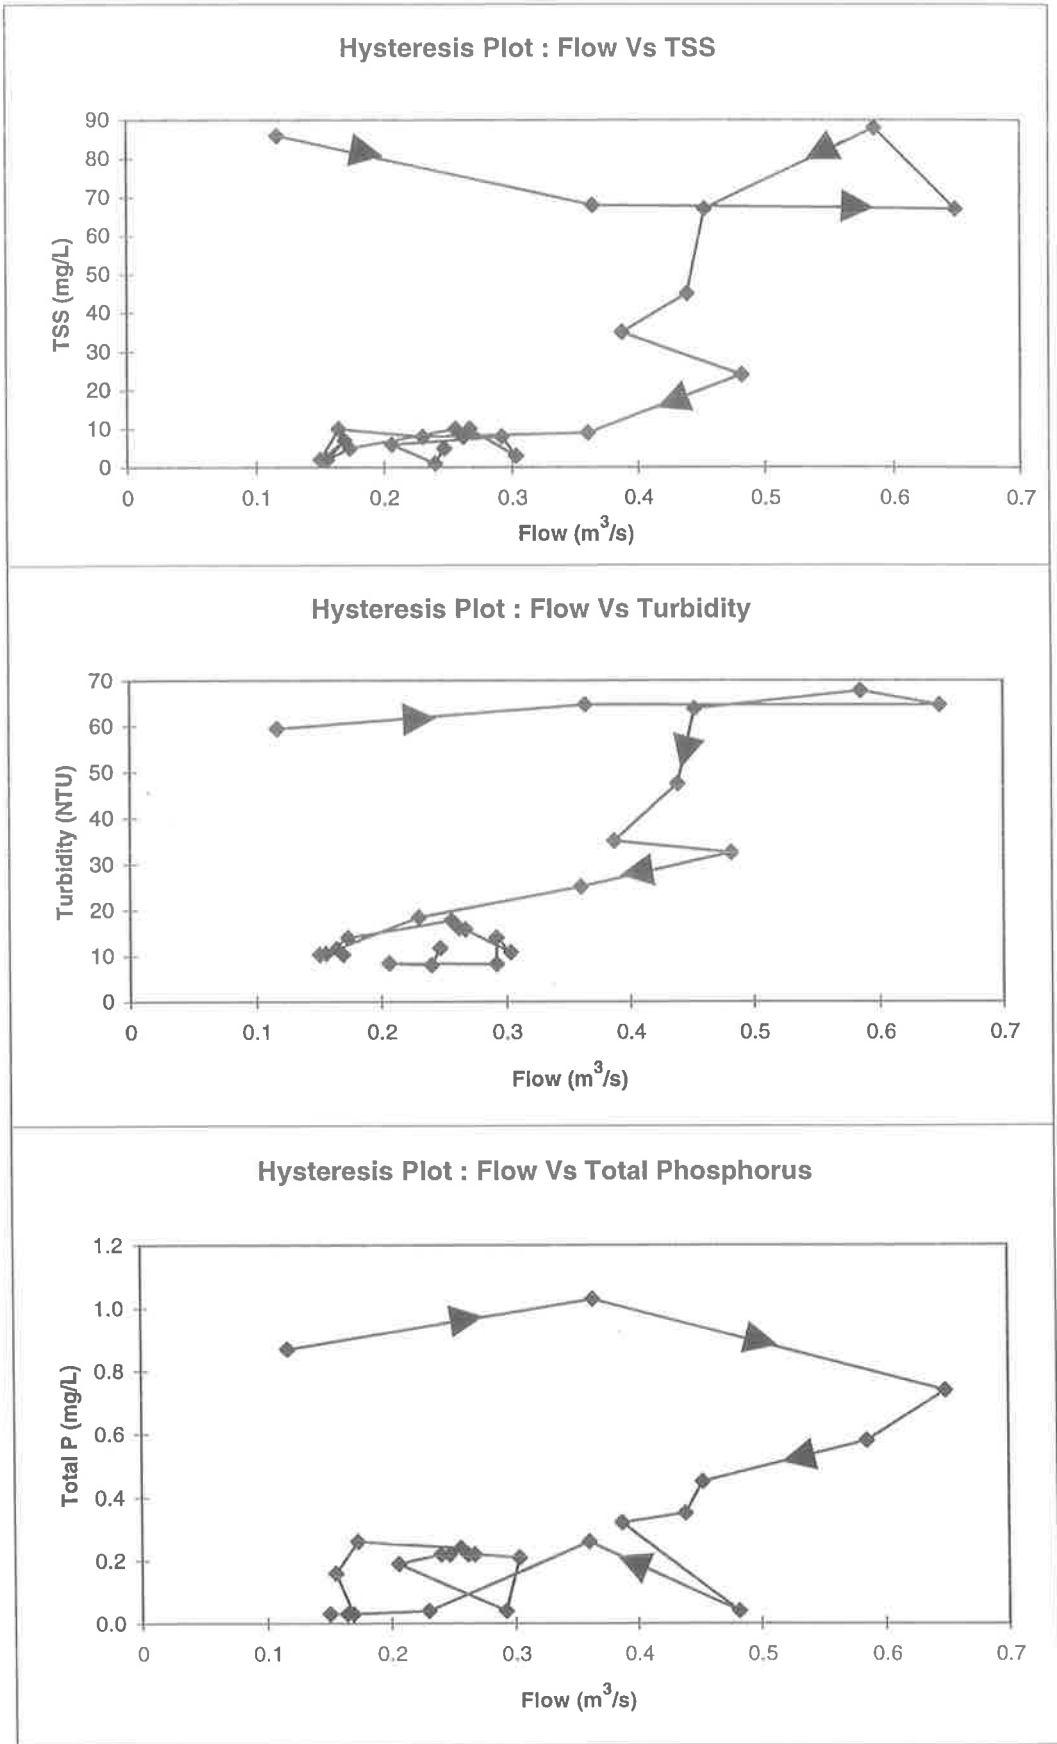 Hysteresis Plot : Flow Vs TSS
90
80
70
60
50
40
30
20
10
0
TSS (mg/L)
0 0.1 0.2 0.3 0.4 0.5 0.6 0.7
Flow (m³/s)
Hysteresis Plot : Flow Vs Turbidity
70
60
50
40
30
20
10
0
Turbidity (NTU)
0 0.1 0.2 0.3 0.4 0.5 0.6 0.7
Flow (m³/s)
Hysteresis Plot : Flow Vs Total Phosphorus
1.2
1.0
0.8
0.6
0.4
0.2
0.0
Total P (mg/L)
0 0.1 0.2 0.3 0.4 0.5 0.6 0.7
Flow (m³/s)